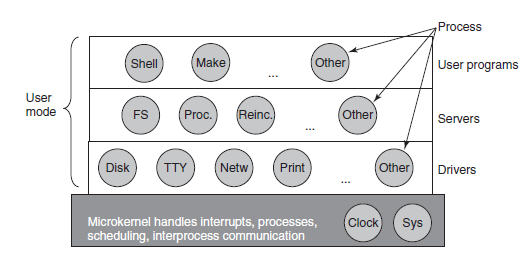 Process
Shell Make ... Other
User programs
User
mode
FS Proc. Reinc. ... Other
Servers
Disk TTY Netw Print ... Other
Drivers
Microkernel handles interrupts, processes,
scheduling, interprocess communication
Clock Sys